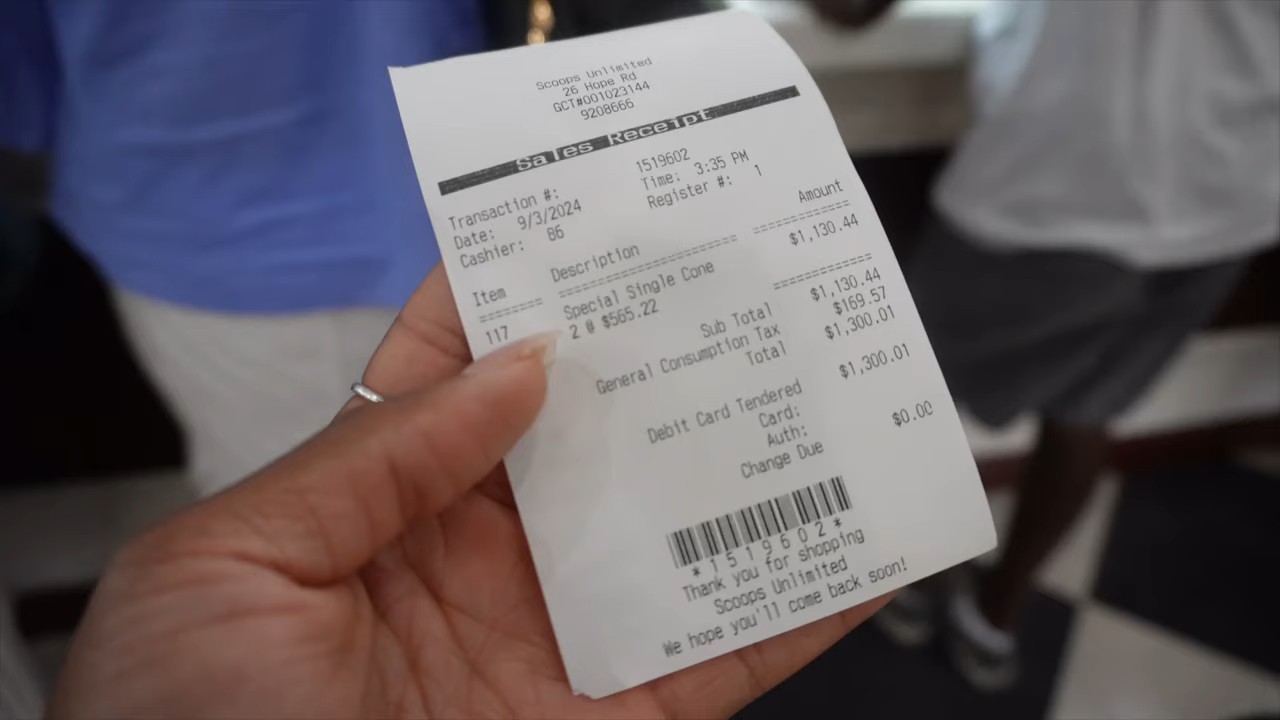 Scoops Unlimited
26 Hope Rd
GCT#001023144
9208666
Sales Receipt
Transaction #: 1519602
Date: 9/3/2024 Time: 3:35 PM
Cashier: B6 Register #: 1
Item Description Amount
117 Special Single Cone $1,130.44
2 @ $565.22
Sub Total $1,130.44
General Consumption Tax $169.57
Total $1,300.01
Debit Card Tendered $1,300.01
Card:
Auth:
Change Due $0.00
*1519602*
Thank you for shopping
Scoops Unlimited
We hope you'll come back soon!